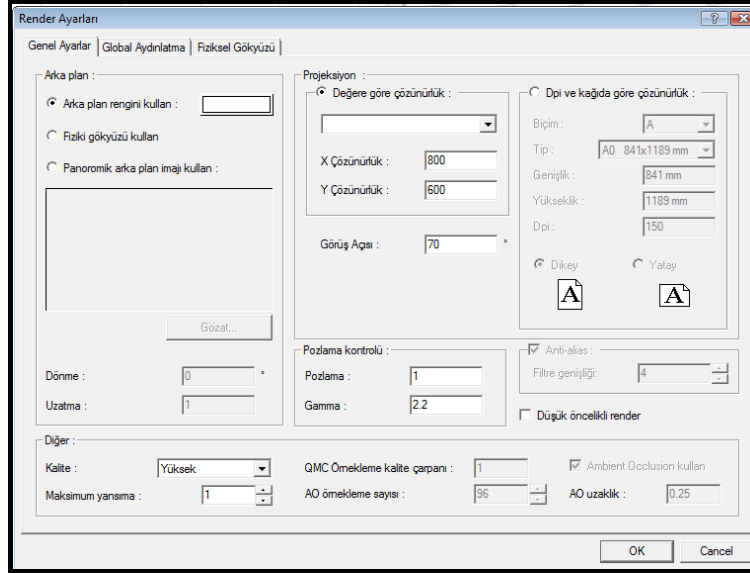 Render Ayarları
Genel Ayarlar Global Aydınlatma Fiziksel Gökyüzü
Arka plan :
Arka plan rengini kullan :
Fiziki gökyüzü kullan
Panoromik arka plan imajı kullan :
Gözat...
Dönme : 0 °
Uzatma : 1
Projeksiyon :
Değere göre çözünürlük :
X Çözünürlük : 800
Y Çözünürlük : 600
Görüş Açısı : 70 °
Dpi ve kağıda göre çözünürlük :
Biçim : A
Tip : A0 841x1189 mm
Genişlik : 841 mm
Yükseklik : 1189 mm
Dpi : 150
Dikey Yatay
A A
Pozlama kontrolü :
Pozlama : 1
Gamma : 2.2
Anti-alias :
Filtre genişliği: 4
Düşük öncelikli render
Diğer :
Kalite : Yüksek
Maksimum yansıma : 1
QMC Örnekleme kalite çarpanı : 1
AO örnekleme sayısı : 96
Ambient Occlusion kullan
AO uzaklık : 0.25
OK Cancel